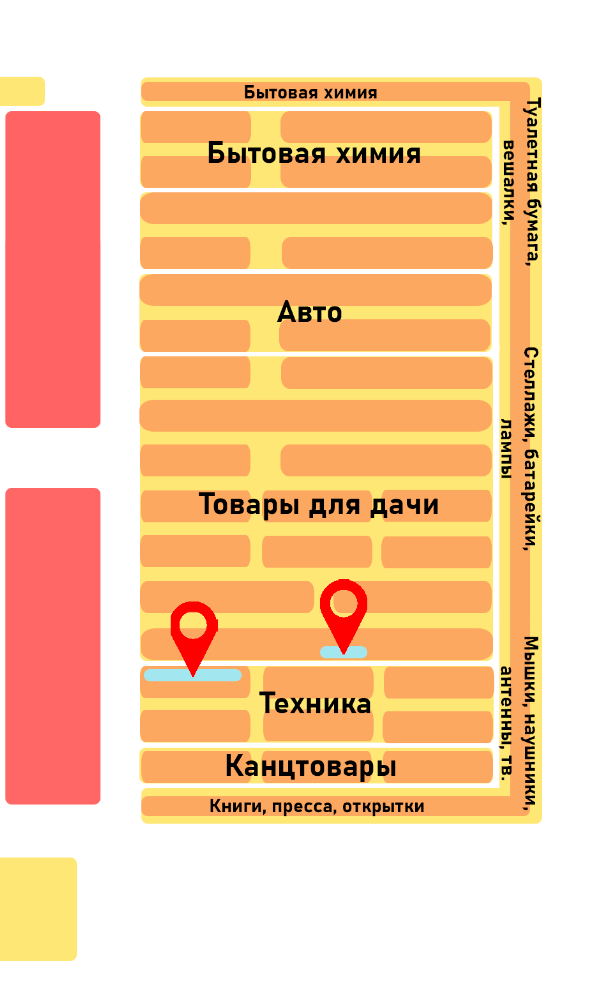 Бытовая химия
Бытовая химия
Туалетная бумага,
вешалки,
Авто
Стеллажи, батарейки,
лампы
Товары для дачи
Мышки, наушники,
антенны, тв.
Техника
Канцтовары
Книги, пресса, открытки